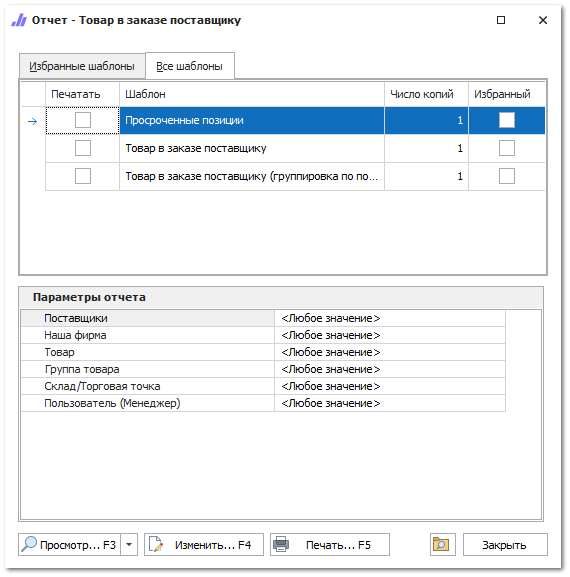 Отчет - Товар в заказе поставщику
Избранные шаблоны Все шаблоны
Печатать Шаблон Число копий Избранный
Просроченные позиции 1
Товар в заказе поставщику 1
Товар в заказе поставщику (группировка по по... 1
Параметры отчета
Поставщики <Любое значение>
Наша фирма <Любое значение>
Товар <Любое значение>
Группа товара <Любое значение>
Склад/Торговая точка <Любое значение>
Пользователь (Менеджер) <Любое значение>
Просмотр... F3 Изменить... F4 Печать... F5 Закрыть